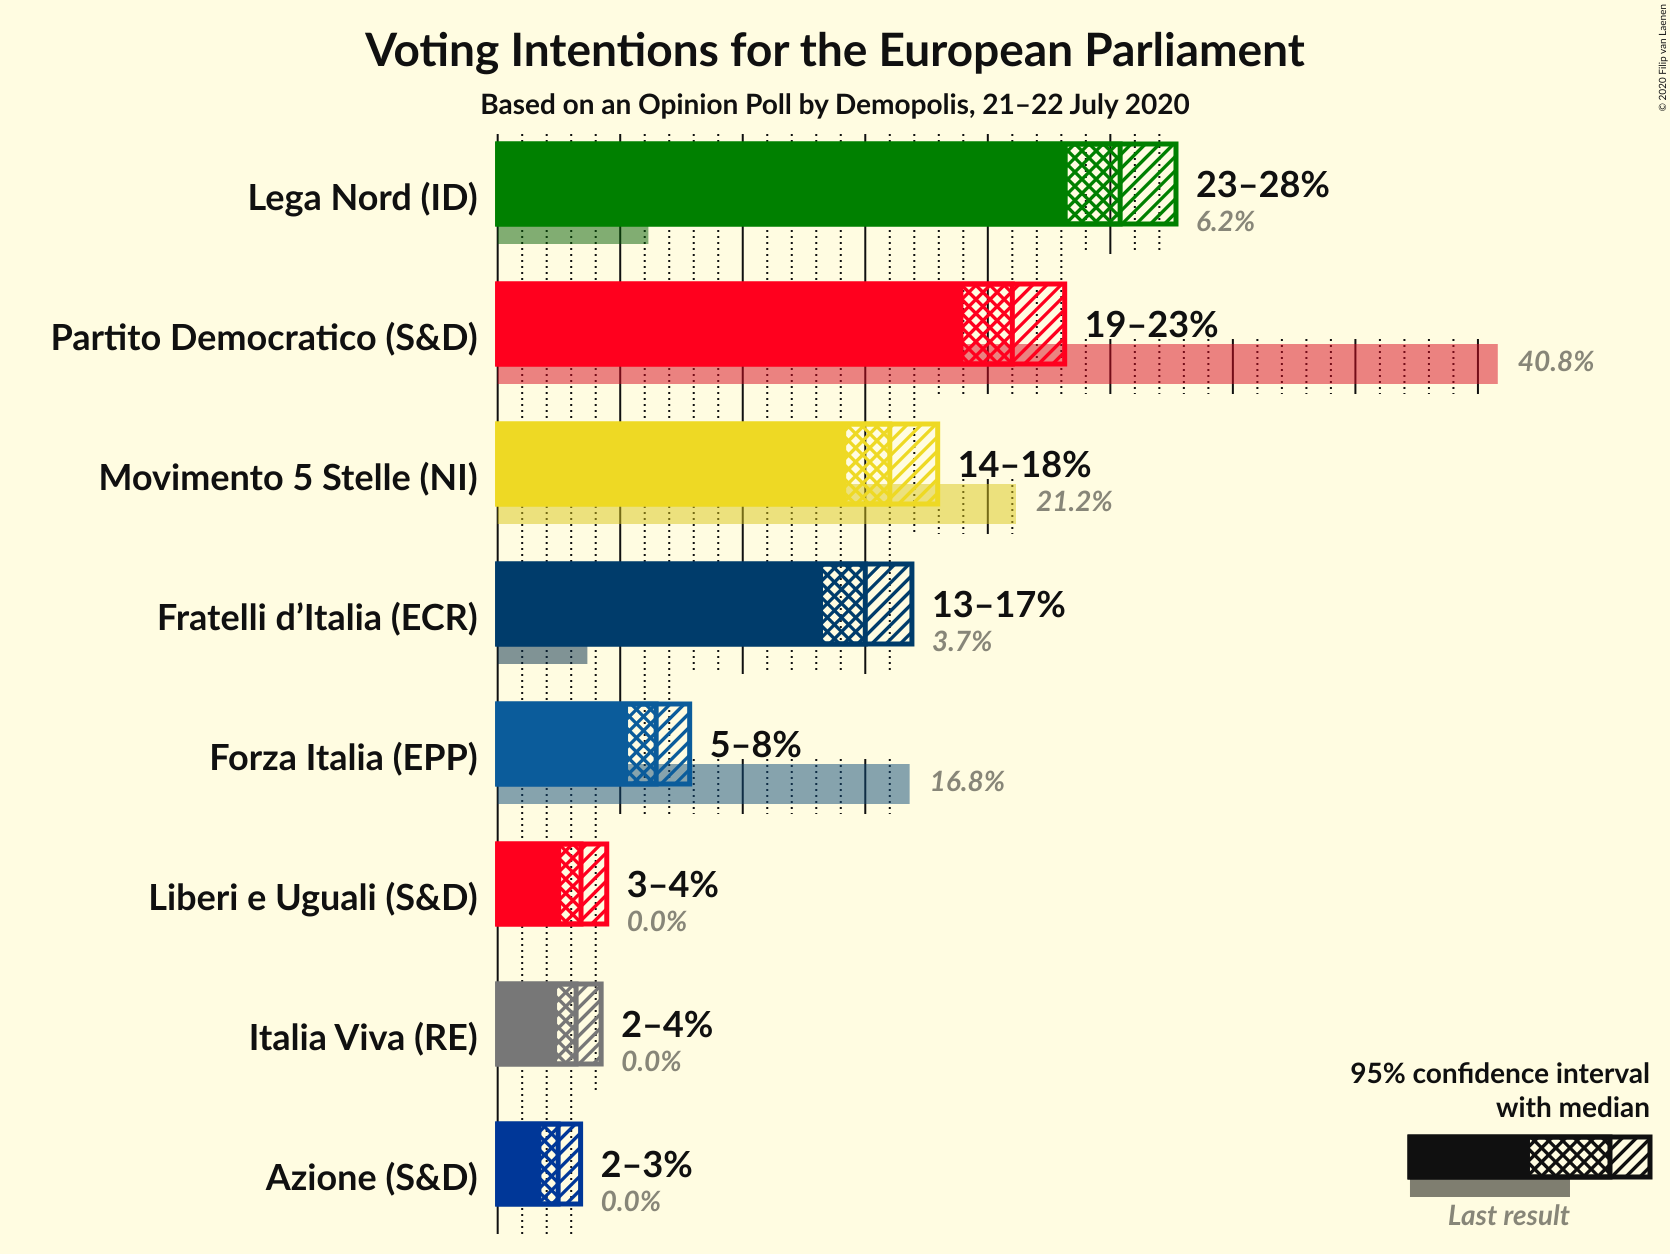 Voting Intentions for the European Parliament
Based on an Opinion Poll by Demopolis, 21–22 July 2020
© 2020 Filip van Laenen
Lega Nord (ID)
23–28%
6.2%
Partito Democratico (S&D)
19–23%
40.8%
Movimento 5 Stelle (NI)
14–18%
21.2%
Fratelli d’Italia (ECR)
13–17%
3.7%
Forza Italia (EPP)
5–8%
16.8%
Liberi e Uguali (S&D)
3–4%
0.0%
Italia Viva (RE)
2–4%
0.0%
Azione (S&D)
2–3%
0.0%
95% confidence interval
with median
Last result